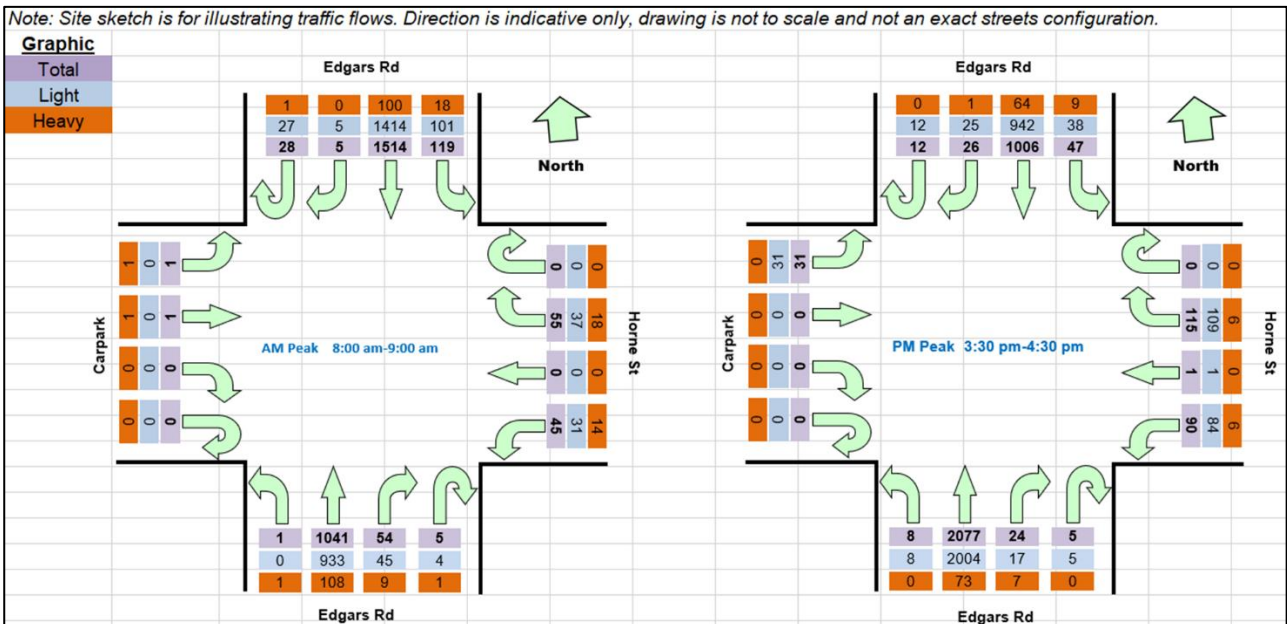 Note: Site sketch is for illustrating traffic flows. Direction is indicative only, drawing is not to scale and not an exact streets configuration.
Graphic
Total
Light
Heavy
Edgars Rd
1 0 100 18
27 5 1414 101
28 5 1514 119
North
1 0 1
1 0 1
0 0 0
0 0 0
Carpark
AM Peak 8:00 am-9:00 am
0 0 0
55 37 18
0 0 0
45 31 14
Horne St
1 1041 54 5
0 933 45 4
1 108 9 1
Edgars Rd
Edgars Rd
0 1 64 9
12 25 942 38
12 26 1006 47
North
0 31 31
0 0 0
0 0 0
0 0 0
Carpark
PM Peak 3:30 pm-4:30 pm
0 0 0
115 109 6
1 1 0
90 84 6
Horne St
8 2077 24 5
8 2004 17 5
0 73 7 0
Edgars Rd